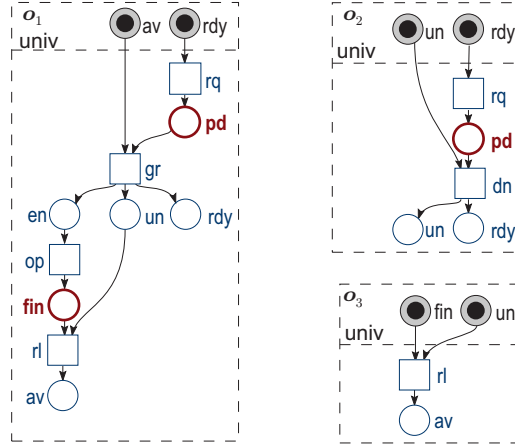 o1 av rdy
univ
rq
pd
gr
en un rdy
op
fin
rl
av
o2 un rdy
univ
rq
pd
dn
un rdy
o3 fin un
univ
rl
av